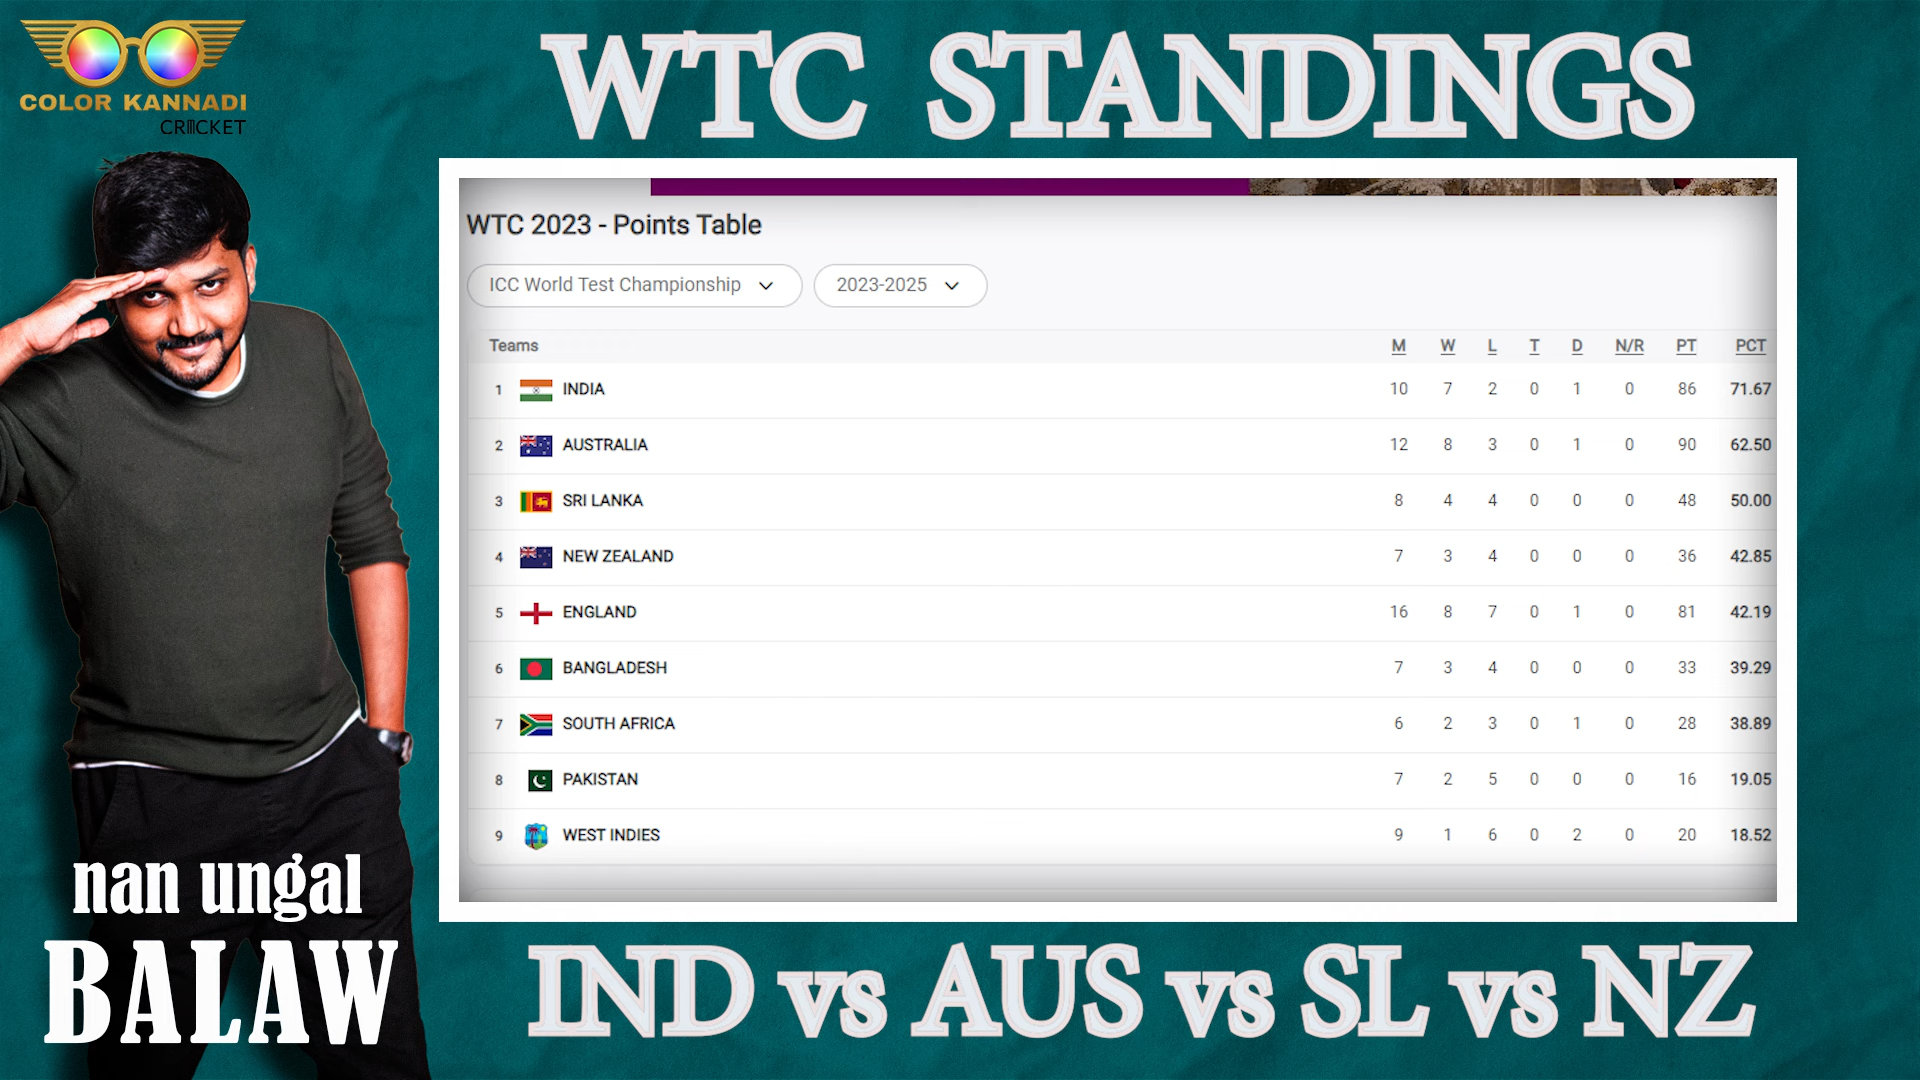 COLOR KANNADI
CRICKET
WTC STANDINGS
WTC 2023 - Points Table
ICC World Test Championship 2023-2025
Teams M W L T D N/R PT PCT
1 INDIA 10 7 2 0 1 0 86 71.67
2 AUSTRALIA 12 8 3 0 1 0 90 62.50
3 SRI LANKA 8 4 4 0 0 0 48 50.00
4 NEW ZEALAND 7 3 4 0 0 0 36 42.85
5 ENGLAND 16 8 7 0 1 0 81 42.19
6 BANGLADESH 7 3 4 0 0 0 33 39.29
7 SOUTH AFRICA 6 2 3 0 1 0 28 38.89
8 PAKISTAN 7 2 5 0 0 0 16 19.05
9 WEST INDIES 9 1 6 0 2 0 20 18.52
nan ungal
BALAW
IND vs AUS vs SL vs NZ